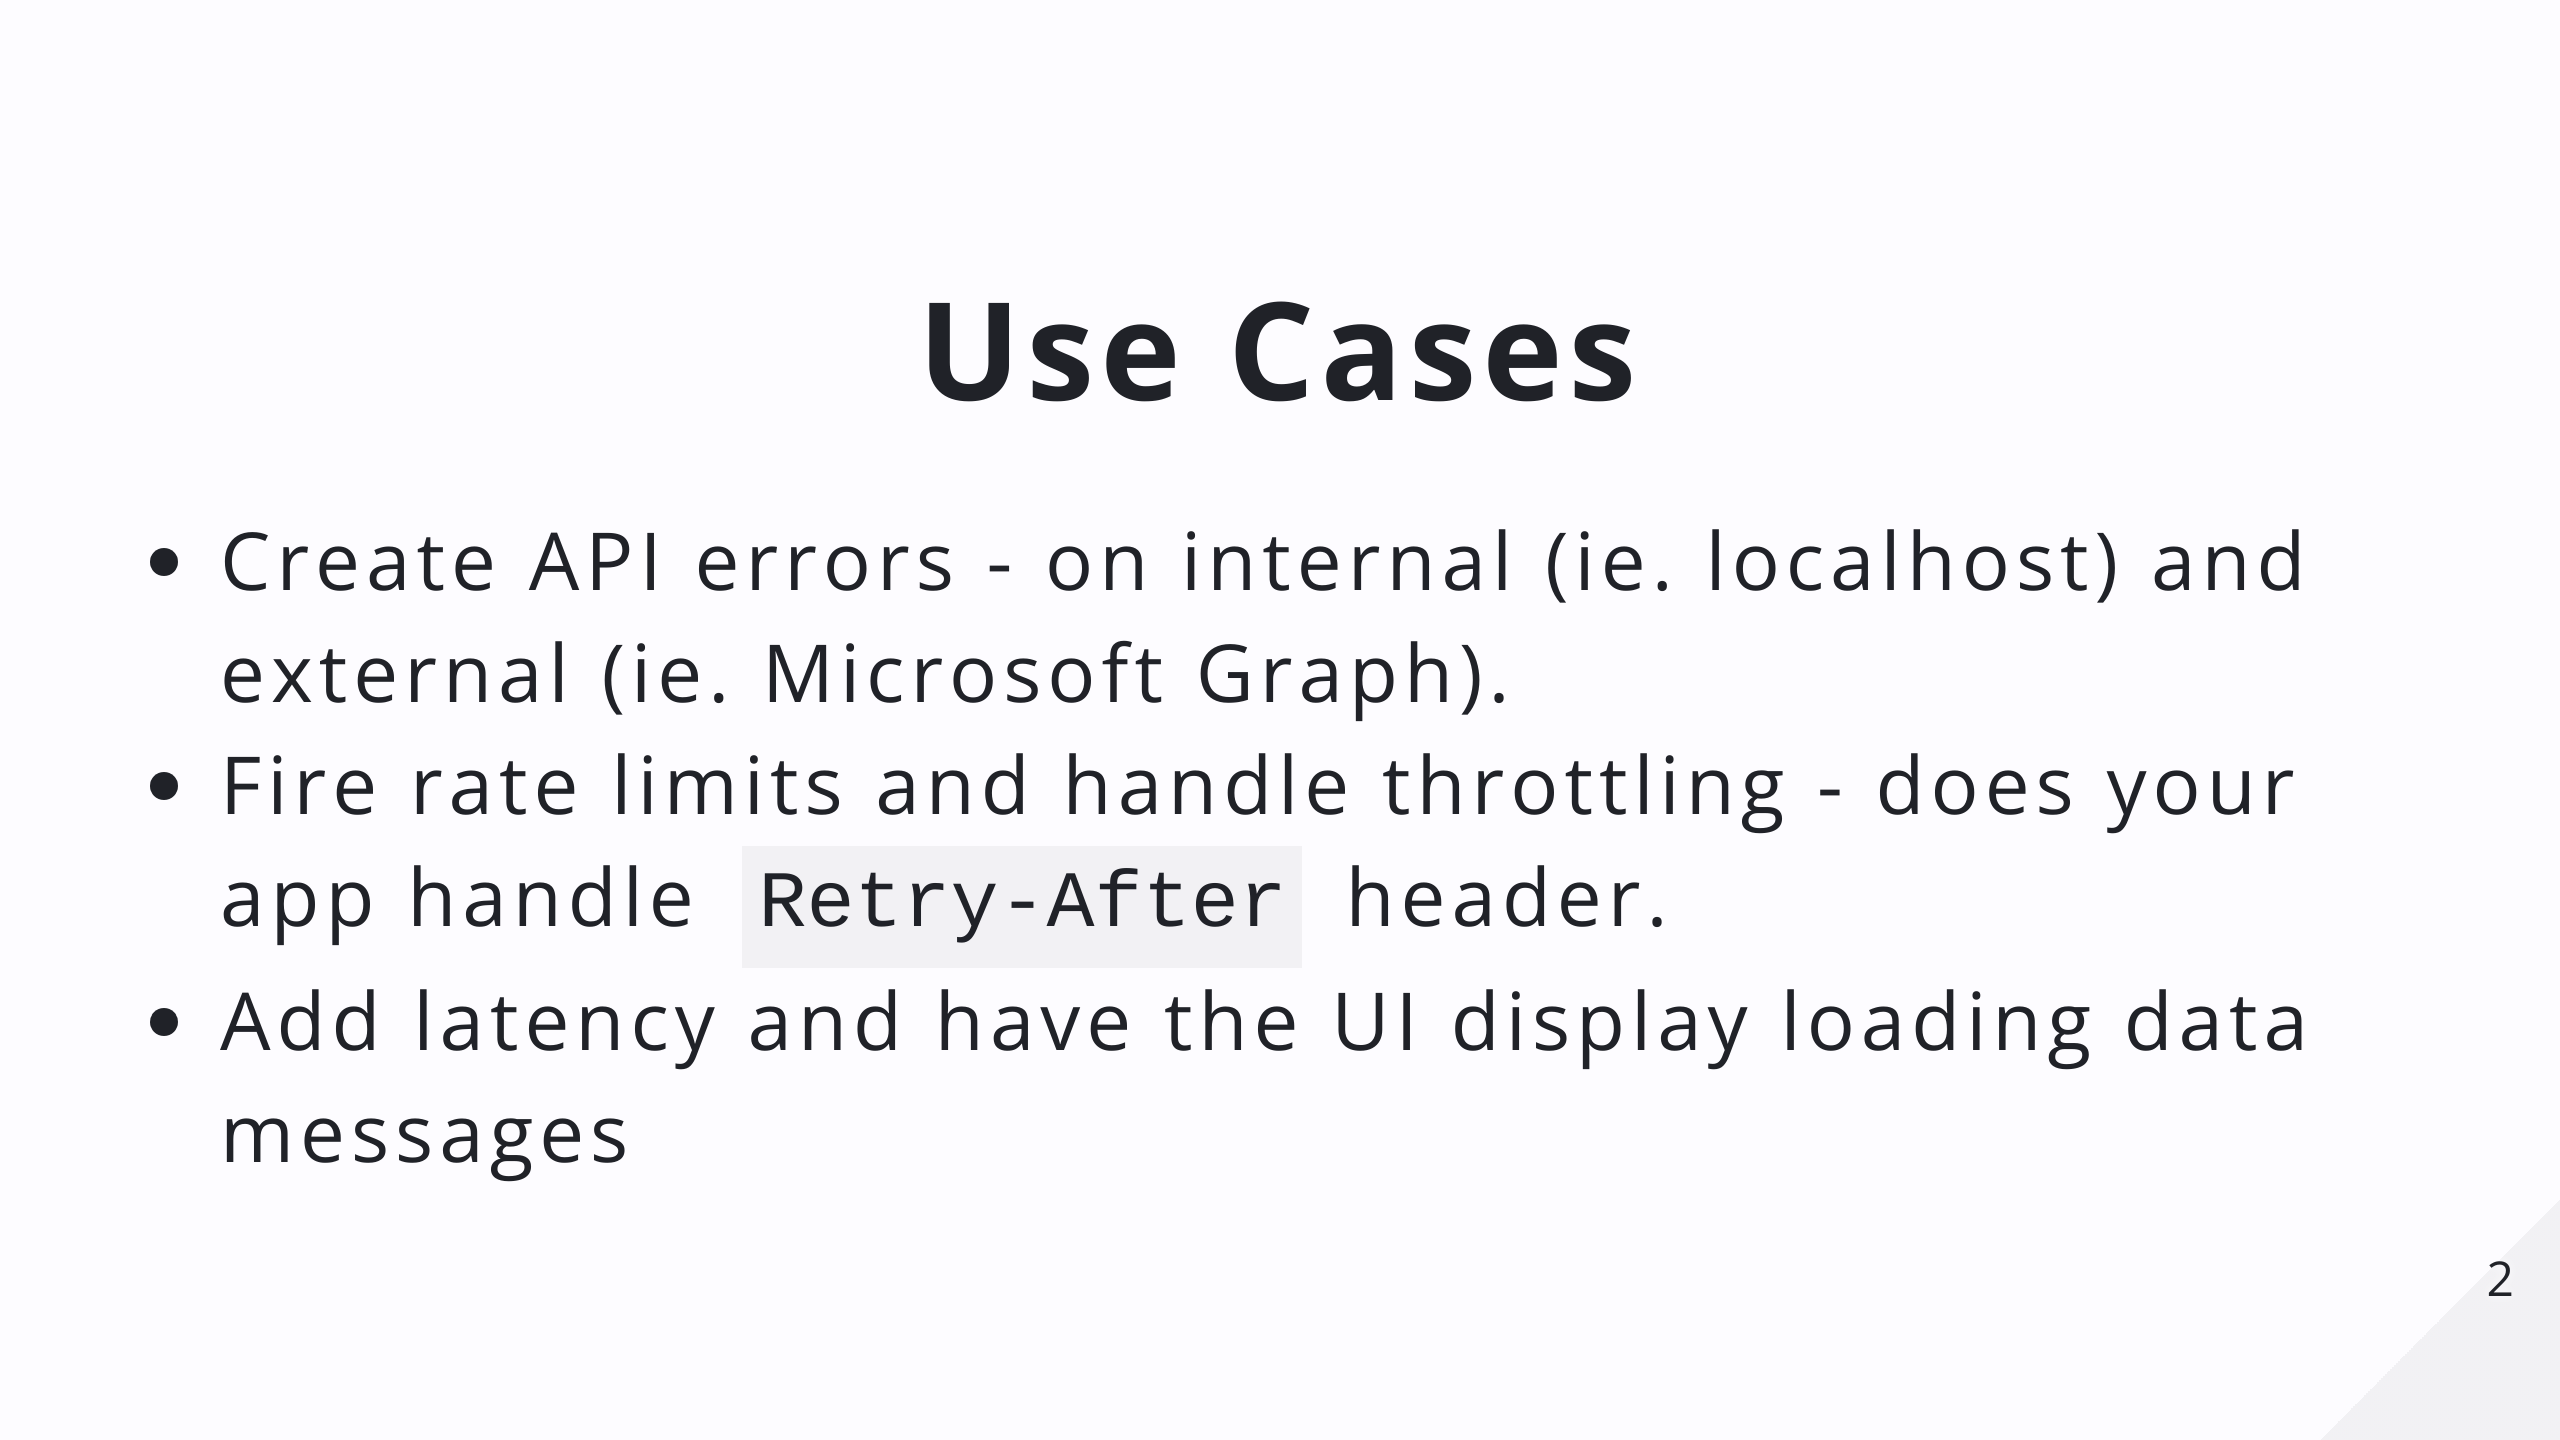 Use Cases
• Create API errors - on internal (ie. localhost) and
external (ie. Microsoft Graph).
• Fire rate limits and handle throttling - does your
app handle Retry-After header.
• Add latency and have the UI display loading data
messages
2